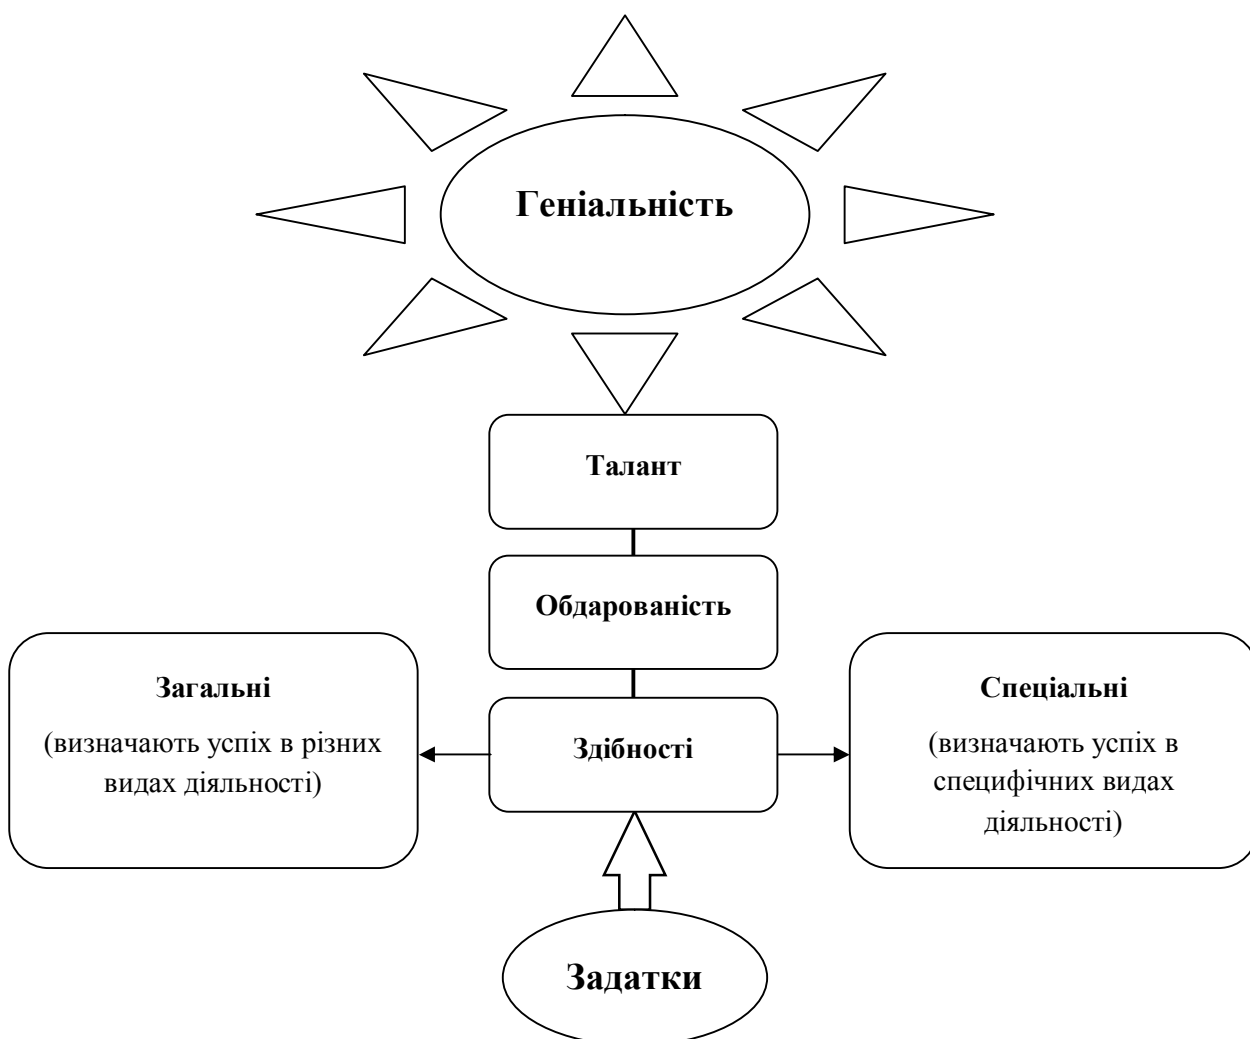 Геніальність
Талант
Обдарованість
Загальні
(визначають успіх в різних
видах діяльності)
Здібності
Спеціальні
(визначають успіх в
специфічних видах
діяльності)
Задатки